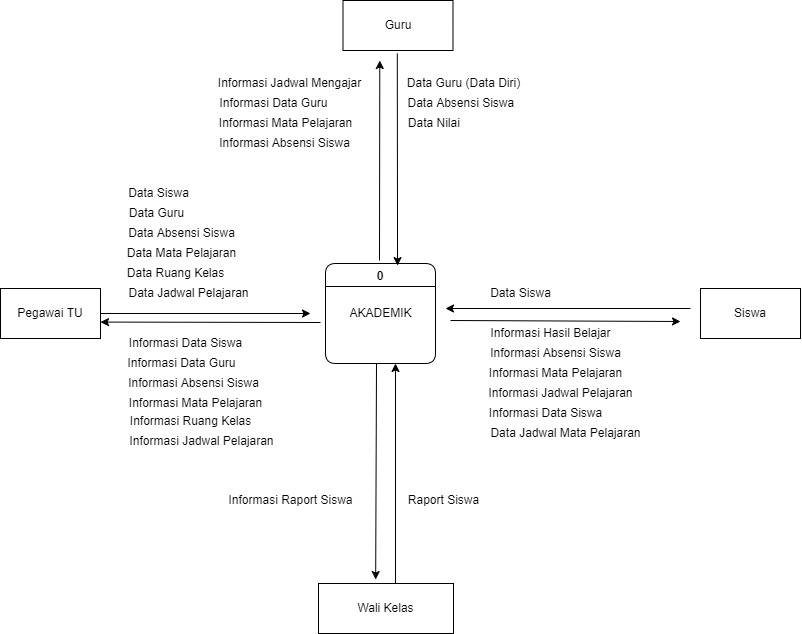 Guru
Informasi Jadwal Mengajar
Informasi Data Guru
Informasi Mata Pelajaran
Informasi Absensi Siswa
Data Guru (Data Diri)
Data Absensi Siswa
Data Nilai
Data Siswa
Data Guru
Data Absensi Siswa
Data Mata Pelajaran
Data Ruang Kelas
Data Jadwal Pelajaran
Pegawai TU
Informasi Data Siswa
Informasi Data Guru
Informasi Absensi Siswa
Informasi Mata Pelajaran
Informasi Ruang Kelas
Informasi Jadwal Pelajaran
0
AKADEMIK
Data Siswa
Siswa
Informasi Hasil Belajar
Informasi Absensi Siswa
Informasi Mata Pelajaran
Informasi Jadwal Pelajaran
Informasi Data Siswa
Data Jadwal Mata Pelajaran
Informasi Raport Siswa
Raport Siswa
Wali Kelas